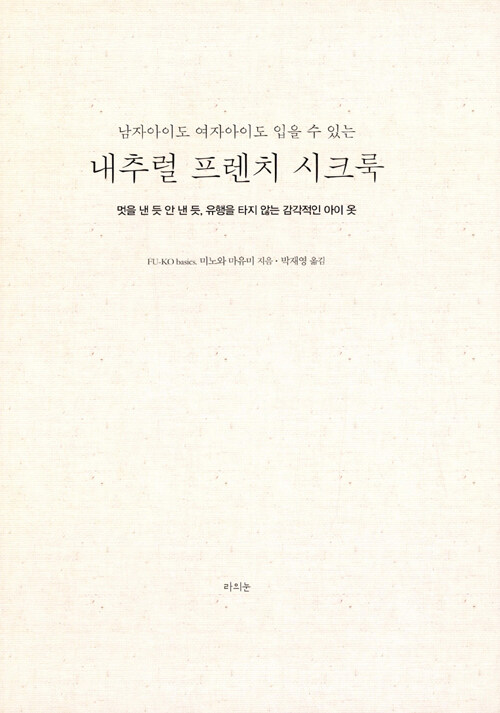 남자아이도 여자아이도 입을 수 있는
내추럴 프렌치 시크룩
멋을 낸 듯 안 낸 듯, 유행을 타지 않는 감각적인 아이 옷
FU-KO basics. 미노와 마유미 지음 · 박재영 옮김
라의눈